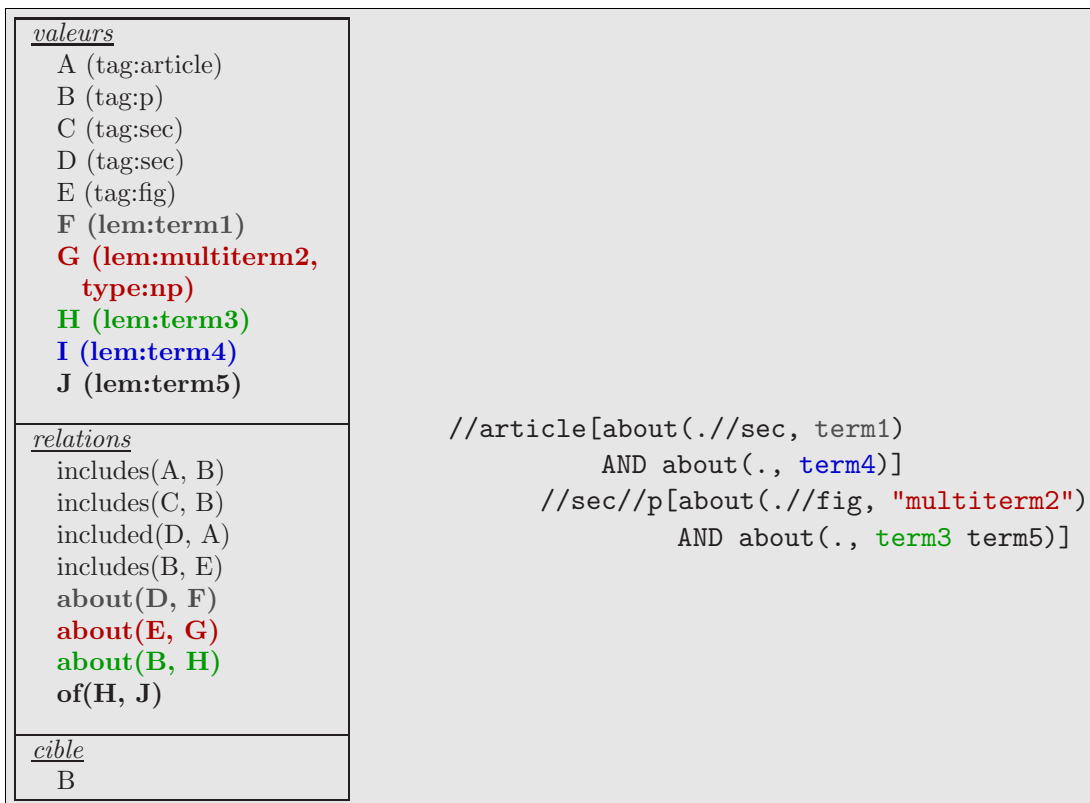 valeurs
A (tag:article)
B (tag:p)
C (tag:sec)
D (tag:sec)
E (tag:fig)
F (lem:term1)
G (lem:multiterm2,
type:np)
H (lem:term3)
I (lem:term4)
J (lem:term5)
relations
includes(A, B)
includes(C, B)
included(D, A)
includes(B, E)
about(D, F)
about(E, G)
about(B, H)
of(H, J)
cible
B
//article[about(.//sec, term1)
AND about(., term4)]
//sec//p[about(.//fig, "multiterm2")
AND about(., term3 term5)]